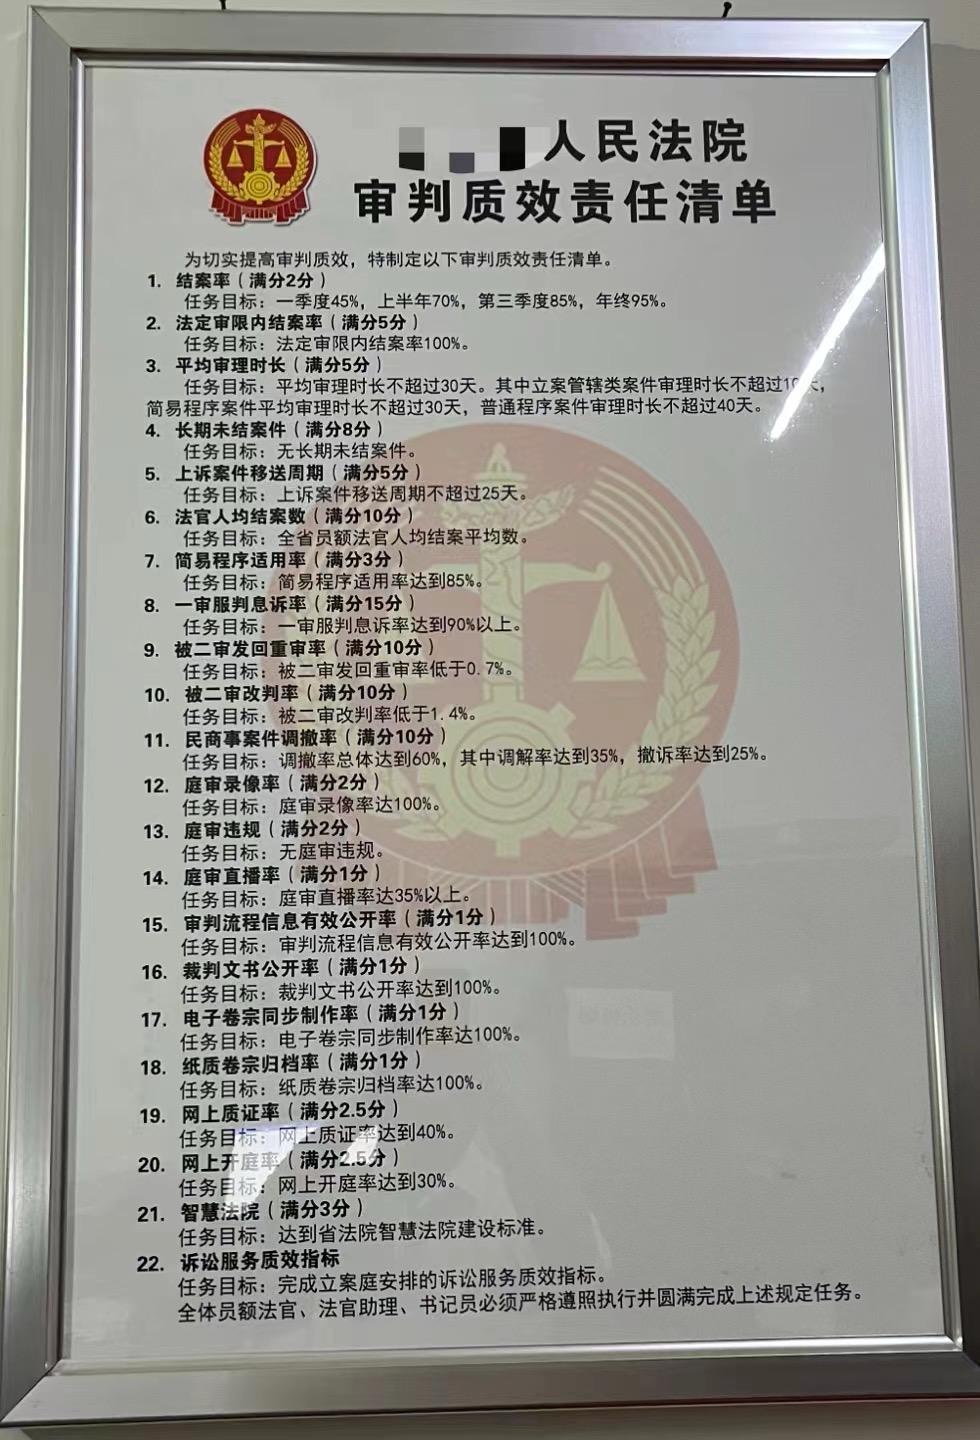 人民法院
审判质效责任清单
为切实提高审判质效，特制定以下审判质效责任清单。
1. 结案率（满分2分）
任务目标：一季度45%，上半年70%，第三季度85%，年终95%。
2. 法定审限内结案率（满分5分）
任务目标：法定审限内结案率100%。
3. 平均审理时长（满分5分）
任务目标：平均审理时长不超过30天。其中立案管辖类案件审理时长不超过10天，
简易程序案件平均审理时长不超过30天，普通程序案件审理时长不超过40天。
4. 长期未结案件（满分8分）
任务目标：无长期未结案件。
5. 上诉案件移送周期（满分5分）
任务目标：上诉案件移送周期不超过25天。
6. 法官人均结案数（满分10分）
任务目标：全省员额法官人均结案平均数。
7. 简易程序适用率（满分3分）
任务目标：简易程序适用率达到85%。
8. 一审服判息诉率（满分15分）
任务目标：一审服判息诉率达到90%以上。
9. 被二审发回重审率（满分10分）
任务目标：被二审发回重审率低于0.7%。
10. 被二审改判率（满分10分）
任务目标：被二审改判率低于1.4%。
11. 民商事案件调撤率（满分10分）
任务目标：调撤率总体达到60%，其中调解率达到35%，撤诉率达到25%。
12. 庭审录像率（满分2分）
任务目标：庭审录像率达100%。
13. 庭审违规（满分2分）
任务目标：无庭审违规。
14. 庭审直播率（满分1分）
任务目标：庭审直播率达35%以上。
15. 审判流程信息有效公开率（满分1分）
任务目标：审判流程信息有效公开率达到100%。
16. 裁判文书公开率（满分1分）
任务目标：裁判文书公开率达到100%。
17. 电子卷宗同步制作率（满分1分）
任务目标：电子卷宗同步制作率达100%。
18. 纸质卷宗归档率（满分1分）
任务目标：纸质卷宗归档率达100%。
19. 网上质证率（满分2.5分）
任务目标：网上质证率达到40%。
20. 网上开庭率（满分2.5分）
任务目标：网上开庭率达到30%。
21. 智慧法院（满分3分）
任务目标：达到省法院智慧法院建设标准。
22. 诉讼服务质效指标
任务目标：完成立案庭安排的诉讼服务质效指标。
全体员额法官、法官助理、书记员必须严格遵照执行并圆满完成上述规定任务。